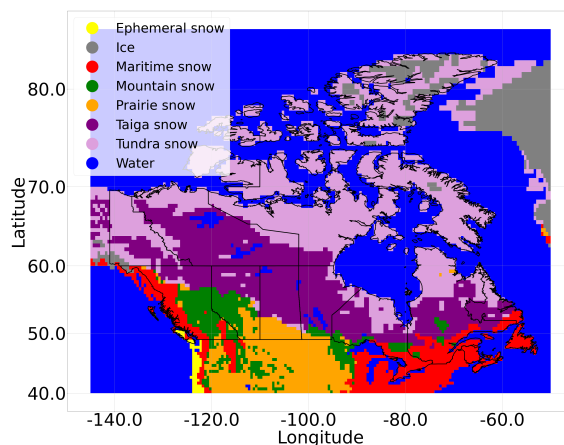 Ephemeral snow
Ice
Maritime snow
Mountain snow
Prairie snow
Taiga snow
Tundra snow
Water
80.0
70.0
60.0
50.0
40.0
Latitude
-140.0 -120.0 -100.0 -80.0 -60.0
Longitude